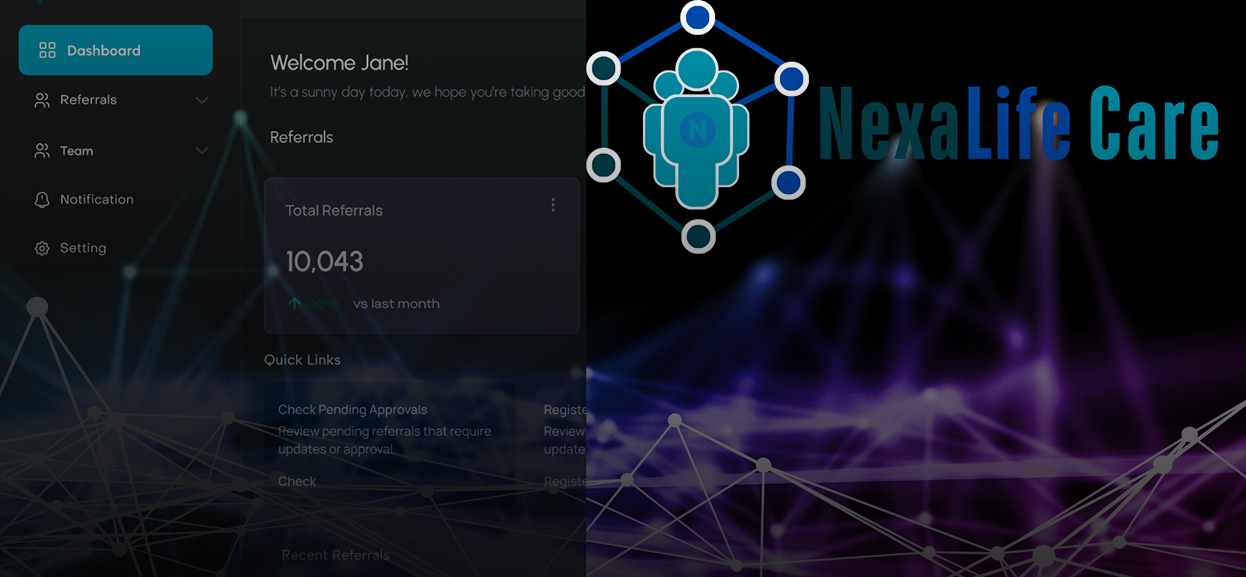 Dashboard
Referrals
Team
Notification
Setting
Welcome Jane!
It's a sunny day today, we hope you're taking good
Referrals
Total Referrals
10,043
40% vs last month
Quick Links
Check Pending Approvals
Review pending referrals that require
updates or approval.
Check
Registe
Review
update
Registe
Recent Referrals
N
NexaLife Care